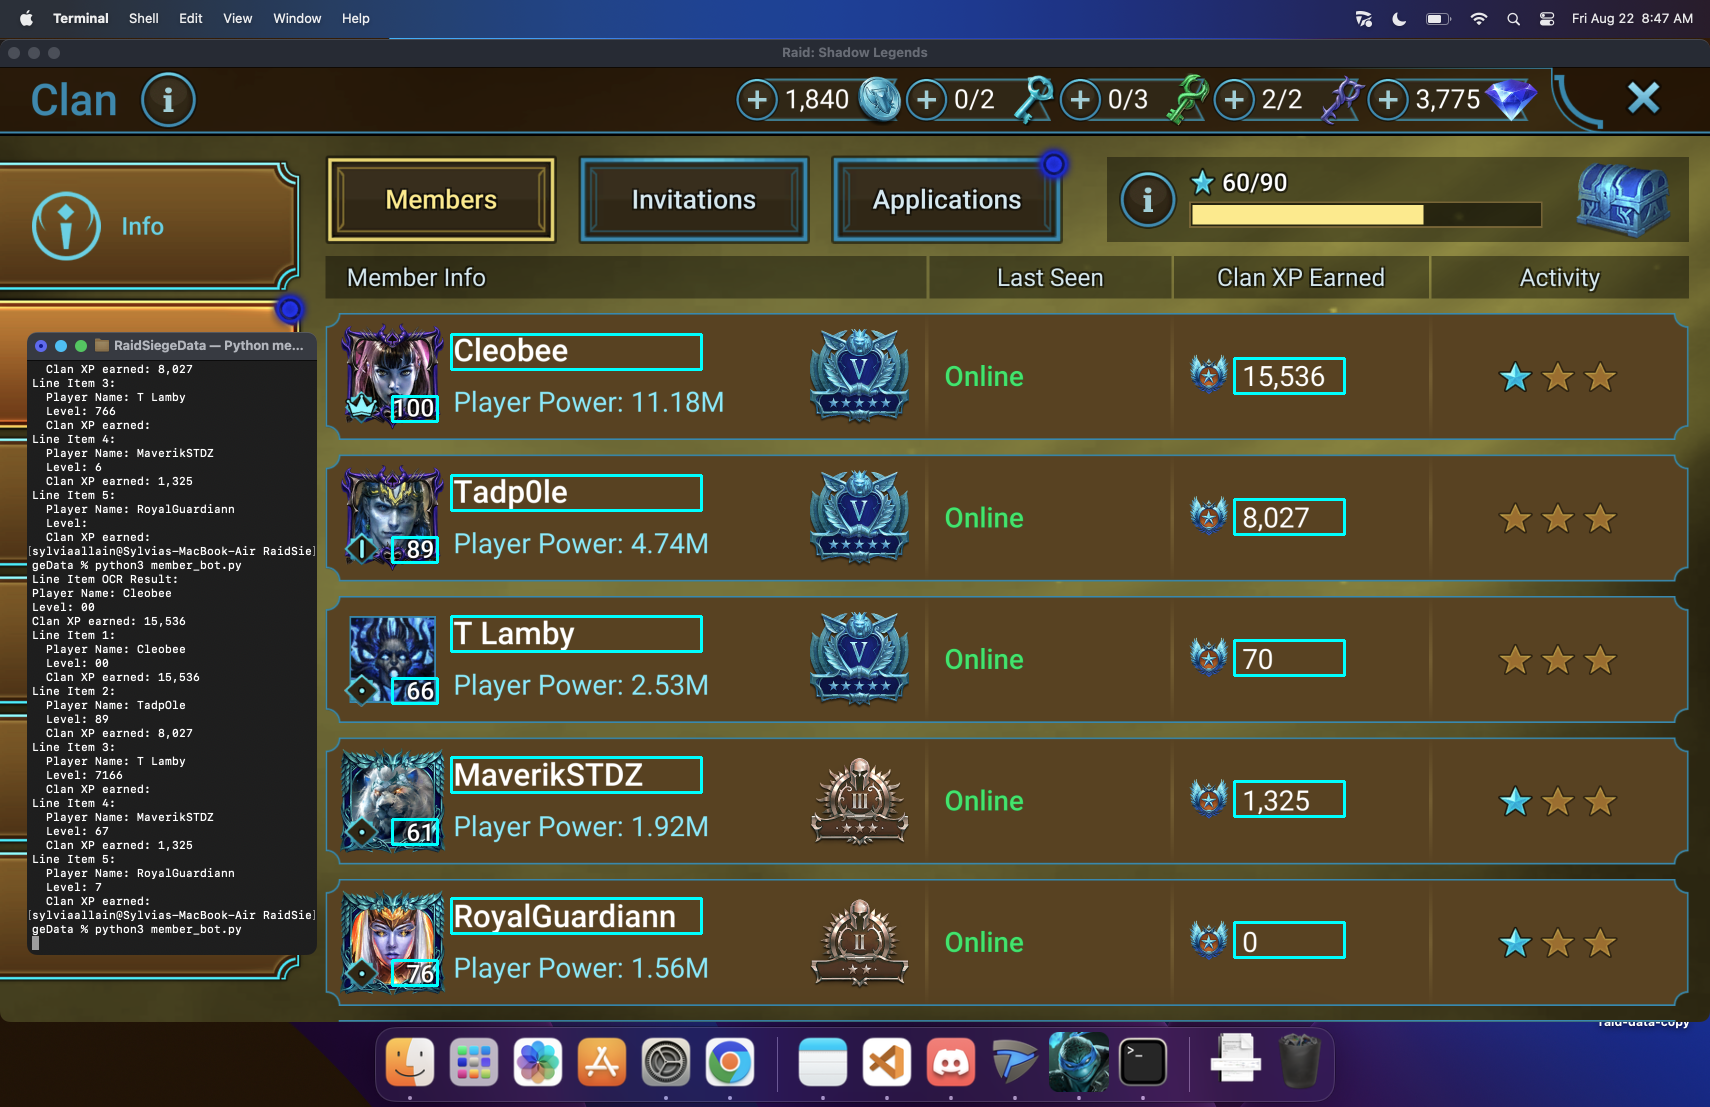 Terminal Shell Edit View Window Help
Fri Aug 22 8:47 AM
Raid: Shadow Legends
Clan
1,840
0/2
0/3
2/2
3,775
Info
Members
Invitations
Applications
60/90
Member Info
Last Seen
Clan XP Earned
Activity
Cleobee
100
Player Power: 11.18M
V
Online
15,536
Tadp0le
89
Player Power: 4.74M
V
Online
8,027
T Lamby
66
Player Power: 2.53M
V
Online
70
MaverikSTDZ
61
Player Power: 1.92M
III
Online
1,325
RoyalGuardiann
76
Player Power: 1.56M
II
Online
0
RaidSiegeData — Python me...
Clan XP earned: 8,027
Line Item 3:
Player Name: T Lamby
Level: 766
Clan XP earned:
Line Item 4:
Player Name: MaverikSTDZ
Level: 6
Clan XP earned: 1,325
Line Item 5:
Player Name: RoyalGuardiann
Level:
Clan XP earned:
[sylviaallain@Sylvias-MacBook-Air RaidSie]
geData % python3 member_bot.py
Line Item OCR Result:
Player Name: Cleobee
Level: 00
Clan XP earned: 15,536
Line Item 1:
Player Name: Cleobee
Level: 00
Clan XP earned: 15,536
Line Item 2:
Player Name: TadpOle
Level: 89
Clan XP earned: 8,027
Line Item 3:
Player Name: T Lamby
Level: 7166
Clan XP earned:
Line Item 4:
Player Name: MaverikSTDZ
Level: 67
Clan XP earned: 1,325
Line Item 5:
Player Name: RoyalGuardiann
Level: 7
Clan XP earned:
[sylviaallain@Sylvias-MacBook-Air RaidSie]
geData % python3 member_bot.py
raid-data-copy